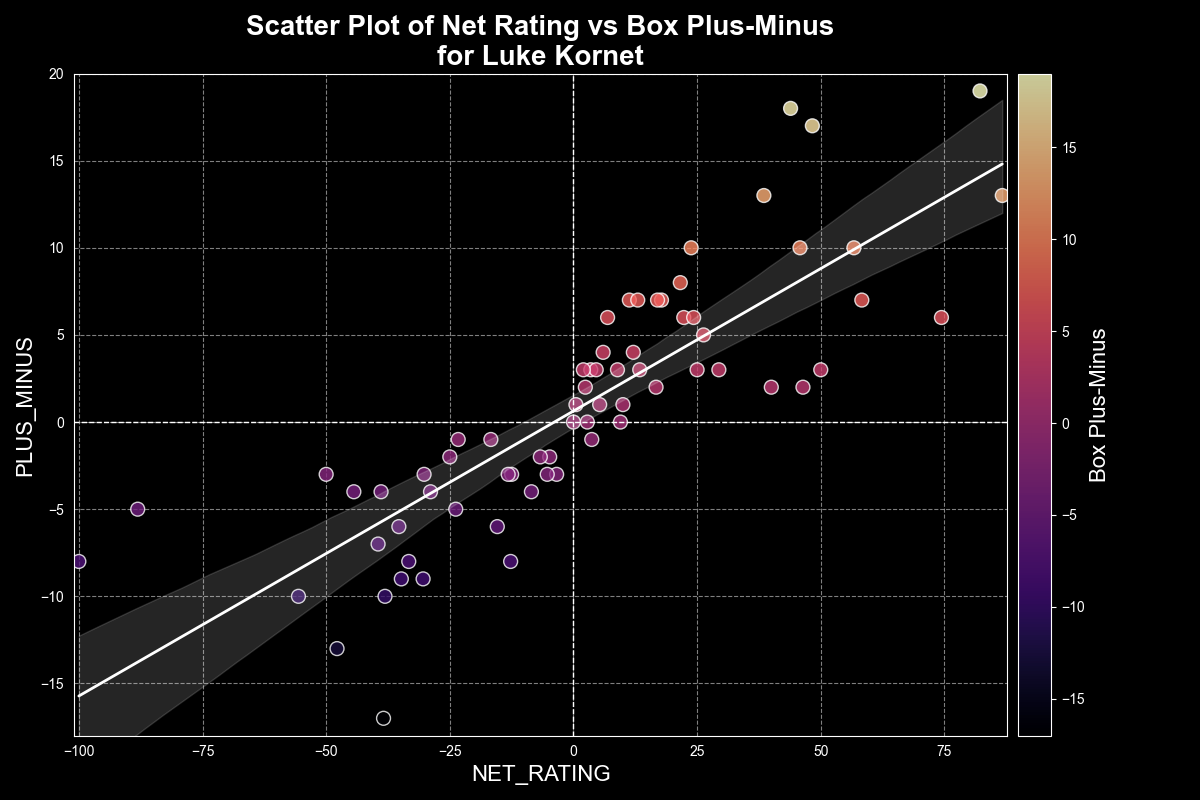 Scatter Plot of Net Rating vs Box Plus-Minus
for Luke Kornet
20
15
10
5
0
−5
−10
−15
PLUS_MINUS
−100 −75 −50 −25 0 25 50 75
NET_RATING
15
10
5
0
−5
−10
−15
Box Plus-Minus